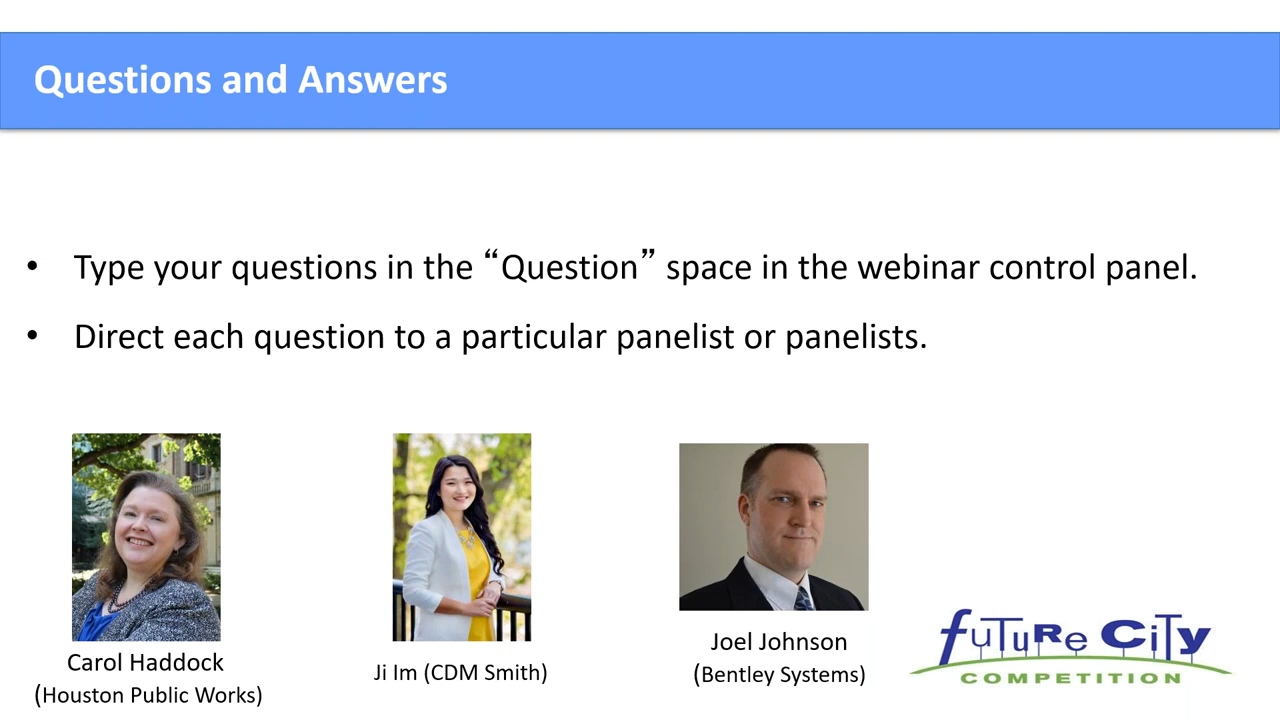 Questions and Answers
• Type your questions in the “Question” space in the webinar control panel.
• Direct each question to a particular panelist or panelists.
Carol Haddock
(Houston Public Works)
Ji Im (CDM Smith)
Joel Johnson
(Bentley Systems)
FuTuRe CiTy
COMPETITION